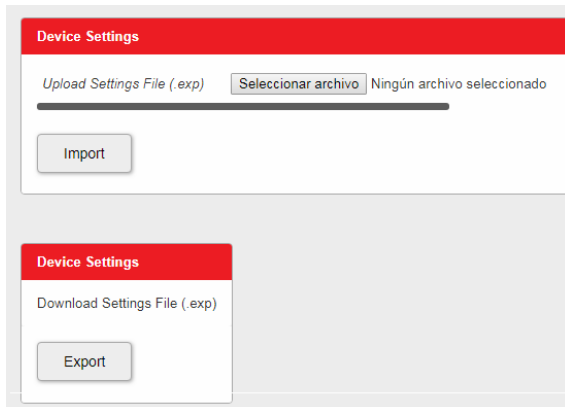 Device Settings
Upload Settings File (.exp) Seleccionar archivo Ningún archivo seleccionado
Import
Device Settings
Download Settings File (.exp)
Export